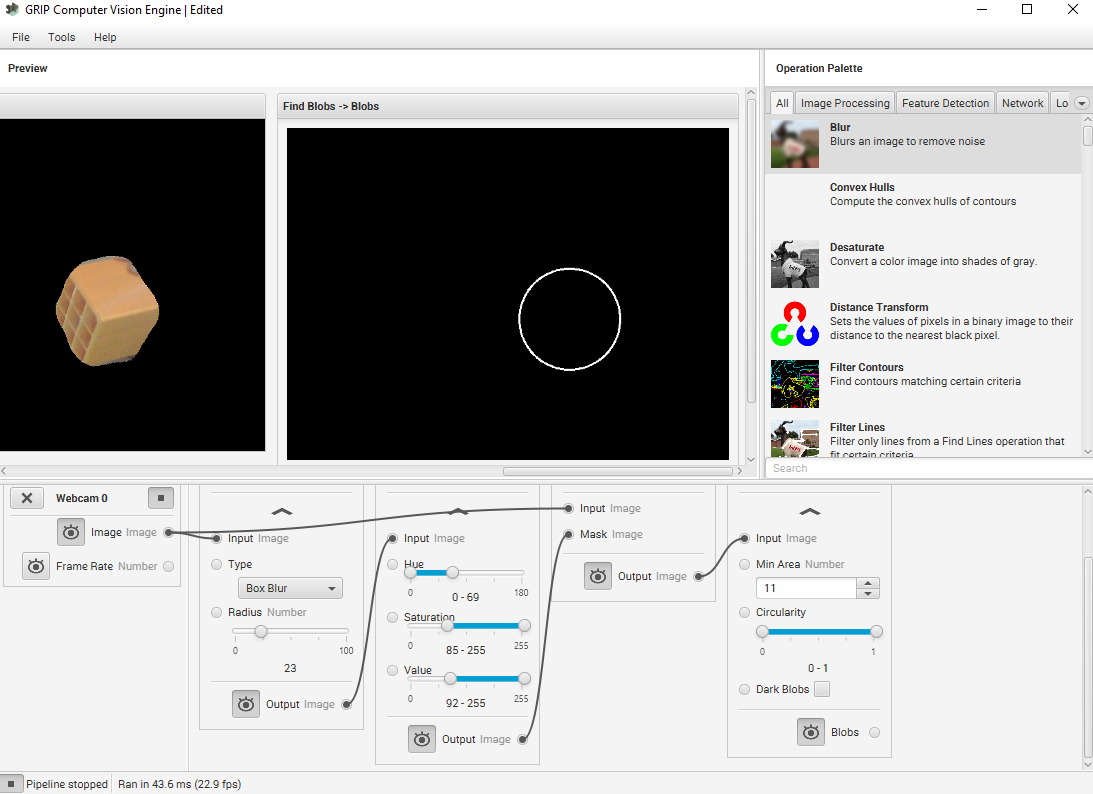 GRIP Computer Vision Engine | Edited
File Tools Help
Preview
Find Blobs -> Blobs
Operation Palette
All Image Processing Feature Detection Network Lo
Blur
Blurs an image to remove noise
Convex Hulls
Compute the convex hulls of contours
Desaturate
Convert a color image into shades of gray.
Distance Transform
Sets the values of pixels in a binary image to their
distance to the nearest black pixel.
Filter Contours
Find contours matching certain criteria
Filter Lines
Filter only lines from a Find Lines operation that
fit certain criteria
Search
Webcam 0
Image Image
Frame Rate Number
Input Image
Type
Box Blur
Radius Number
0 100
23
Output Image
Input Image
Hue
0 180
0 - 69
Saturation
0 255
85 - 255
Value
0 255
92 - 255
Output Image
Input Image
Mask Image
Output Image
Input Image
Min Area Number
11
Circularity
0 1
0 - 1
Dark Blobs
Blobs
Pipeline stopped Ran in 43.6 ms (22.9 fps)